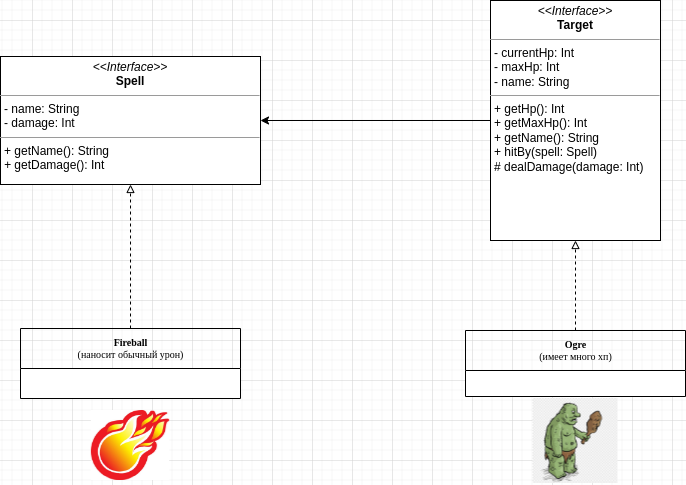 <<Interface>>
Spell
- name: String
- damage: Int
+ getName(): String
+ getDamage(): Int
<<Interface>>
Target
- currentHp: Int
- maxHp: Int
- name: String
+ getHp(): Int
+ getMaxHp(): Int
+ getName(): String
+ hitBy(spell: Spell)
# dealDamage(damage: Int)
Fireball
(наносит обычный урон)
Ogre
(имеет много хп)